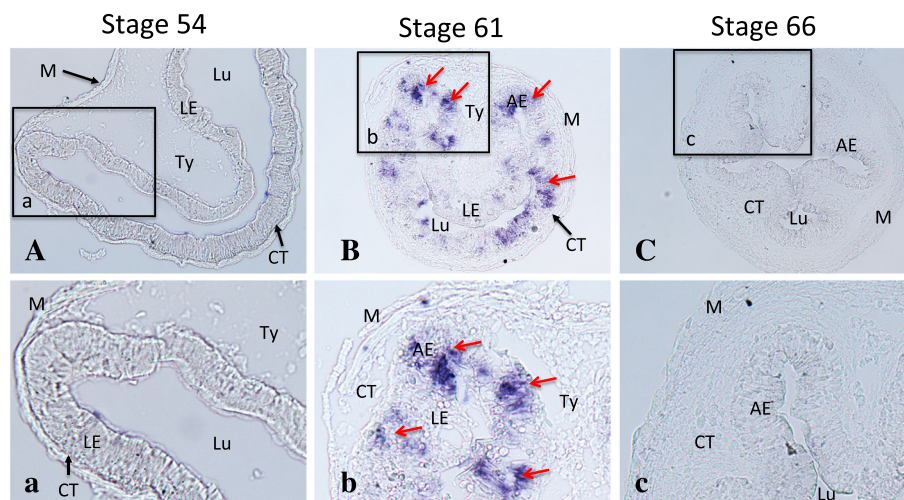 Stage 54 Stage 61 Stage 66
M Lu LE Ty a A CT
Ty AE M b LE Lu CT B
c AE CT Lu M C
M Ty LE Lu CT a
M AE CT LE Ty b
M AE CT Lu c